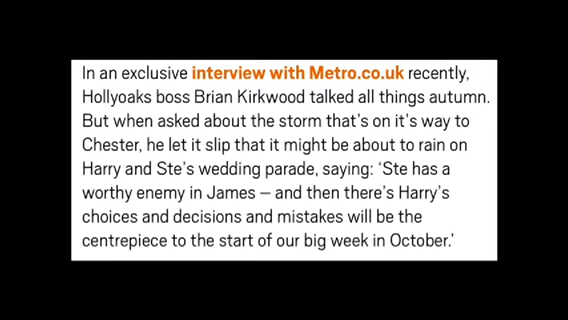 In an exclusive interview with Metro.co.uk recently,
Hollyoaks boss Brian Kirkwood talked all things autumn.
But when asked about the storm that's on it's way to
Chester, he let it slip that it might be about to rain on
Harry and Ste's wedding parade, saying: ‘Ste has a
worthy enemy in James – and then there's Harry's
choices and decisions and mistakes will be the
centrepiece to the start of our big week in October.’